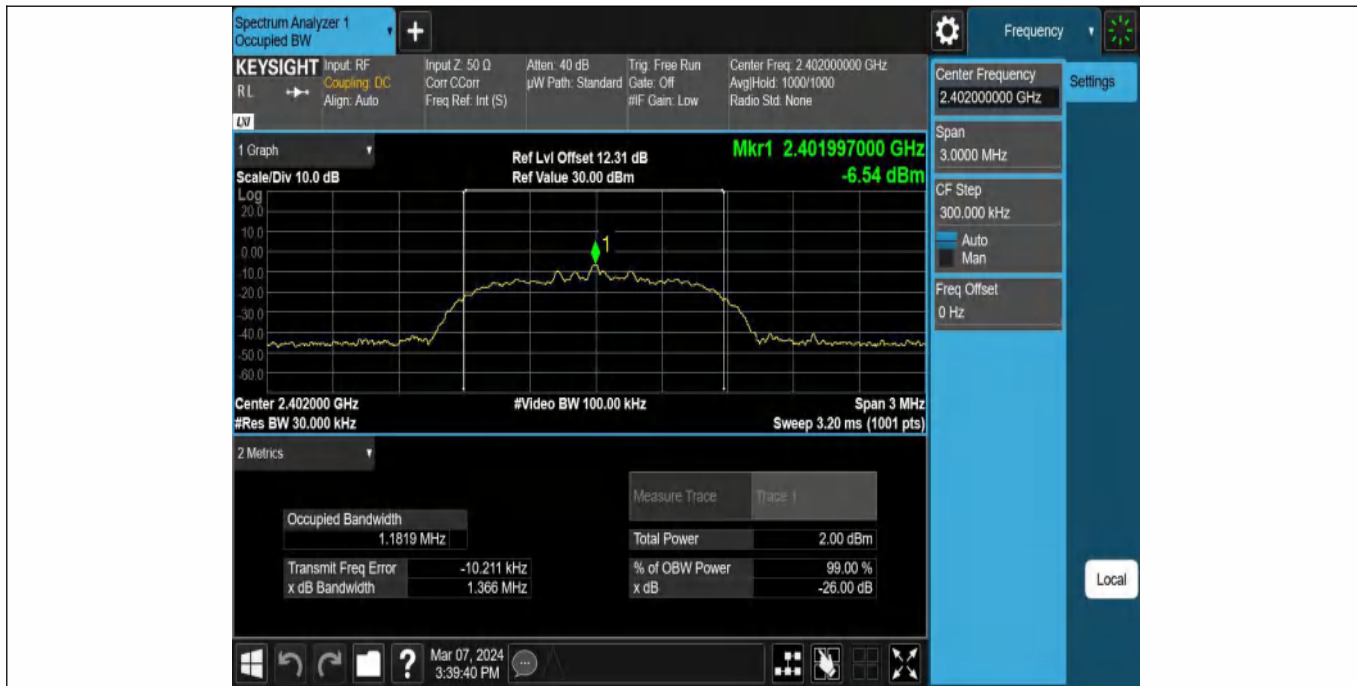 Spectrum Analyzer 1
Occupied BW
+
Frequency
KEYSIGHT
RL
LXI
Input: RF
Coupling: DC
Align: Auto
Input Z: 50 Ω
Corr CCorr
Freq Ref: Int (S)
Atten: 40 dB
µW Path: Standard
Trig: Free Run
Gate: Off
#IF Gain: Low
Center Freq: 2.402000000 GHz
Avg|Hold: 1000/1000
Radio Std: None
1 Graph
Scale/Div 10.0 dB
Ref Lvl Offset 12.31 dB
Ref Value 30.00 dBm
Mkr1 2.401997000 GHz
-6.54 dBm
Log
20.0
10.0
0.00
-10.0
-20.0
-30.0
-40.0
-50.0
-60.0
1
Center 2.402000 GHz
#Video BW 100.00 kHz
Span 3 MHz
#Res BW 30.000 kHz
Sweep 3.20 ms (1001 pts)
2 Metrics
Measure Trace
Trace 1
Occupied Bandwidth
1.1819 MHz
Total Power
2.00 dBm
Transmit Freq Error
-10.211 kHz
% of OBW Power
99.00 %
x dB Bandwidth
1.366 MHz
x dB
-26.00 dB
Center Frequency
2.402000000 GHz
Settings
Span
3.0000 MHz
CF Step
300.000 kHz
Auto
Man
Freq Offset
0 Hz
Local
?
Mar 07, 2024
3:39:40 PM